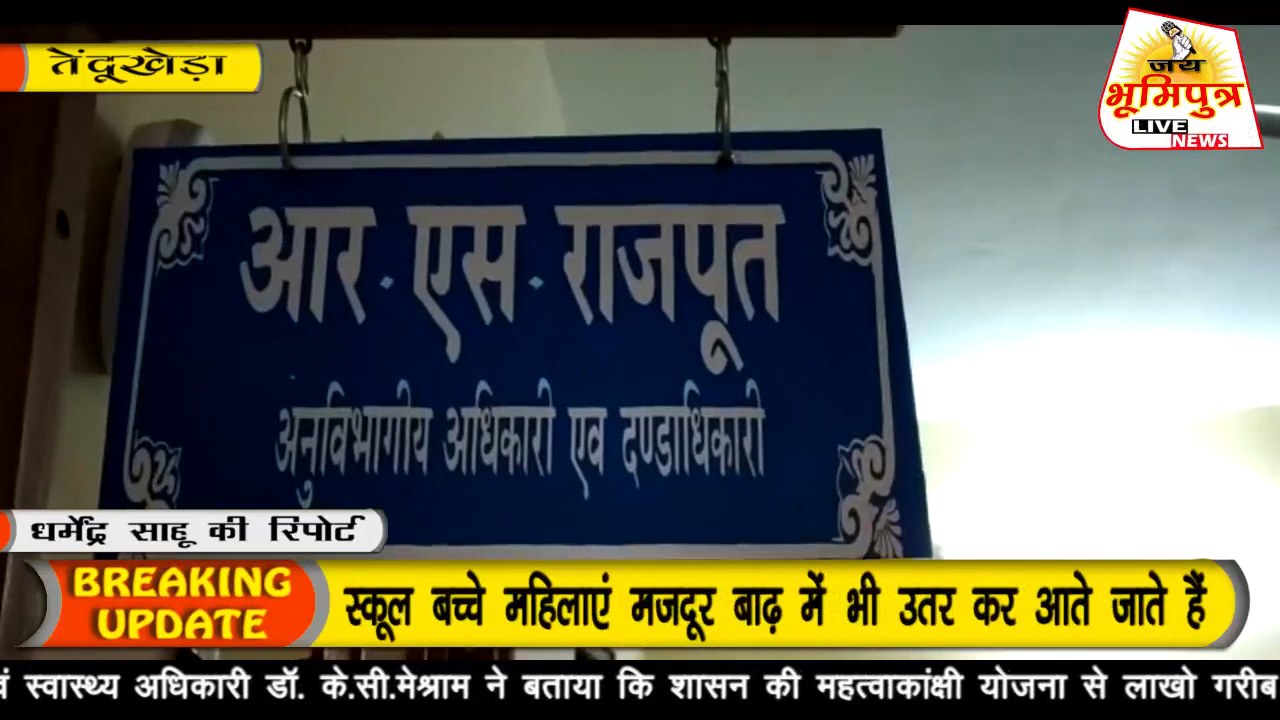 तेंदूखेड़ा
जय
भूमिपुत्र
LIVE
NEWS
आर. एस. राजपूत
अनुविभागीय अधिकारी एव दण्डाधिकारी
धर्मेंद्र साहू की रिपोर्ट
BREAKING
UPDATE
स्कूल बच्चे महिलाएं मजदूर बाढ़ में भी उतर कर आते जाते हैं
वं स्वास्थ्य अधिकारी डॉ. के.सी.मेश्राम ने बताया कि शासन की महत्वाकांक्षी योजना से लाखो गरीब